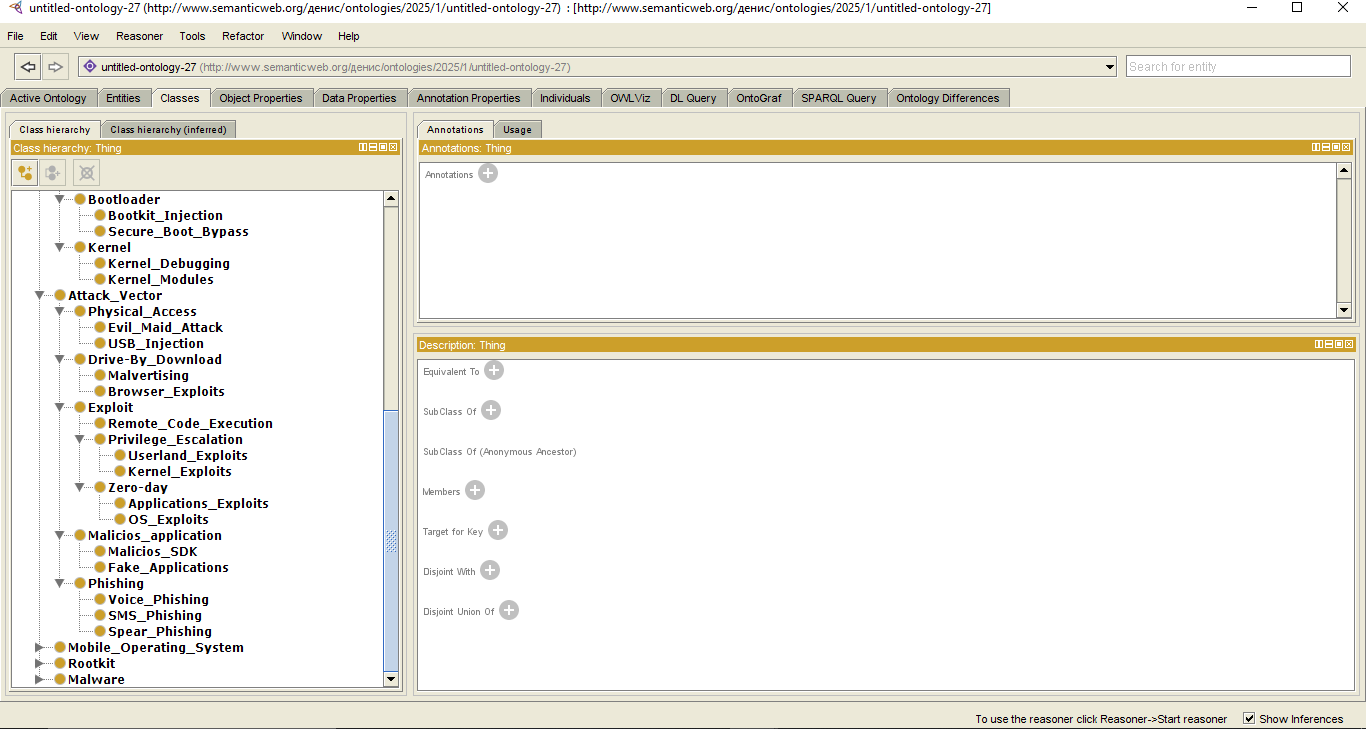 untitled-ontology-27 (http://www.semanticweb.org/денис/ontologies/2025/1/untitled-ontology-27) : [http://www.semanticweb.org/денис/ontologies/2025/1/untitled-ontology-27]
File Edit View Reasoner Tools Refactor Window Help
untitled-ontology-27 (http://www.semanticweb.org/денис/ontologies/2025/1/untitled-ontology-27)
Search for entity
Active Ontology Entities Classes Object Properties Data Properties Annotation Properties Individuals OWLViz DL Query OntoGraf SPARQL Query Ontology Differences
Class hierarchy Class hierarchy (inferred)
Class hierarchy: Thing
Bootloader
Bootkit_Injection
Secure_Boot_Bypass
Kernel
Kernel_Debugging
Kernel_Modules
Attack_Vector
Physical_Access
Evil_Maid_Attack
USB_Injection
Drive-By_Download
Malvertising
Browser_Exploits
Exploit
Remote_Code_Execution
Privilege_Escalation
Userland_Exploits
Kernel_Exploits
Zero-day
Applications_Exploits
OS_Exploits
Malicios_application
Malicios_SDK
Fake_Applications
Phishing
Voice_Phishing
SMS_Phishing
Spear_Phishing
Mobile_Operating_System
Rootkit
Malware
Annotations Usage
Annotations: Thing
Annotations
Description: Thing
Equivalent To
SubClass Of
SubClass Of (Anonymous Ancestor)
Members
Target for Key
Disjoint With
Disjoint Union Of
To use the reasoner click Reasoner->Start reasoner Show Inferences